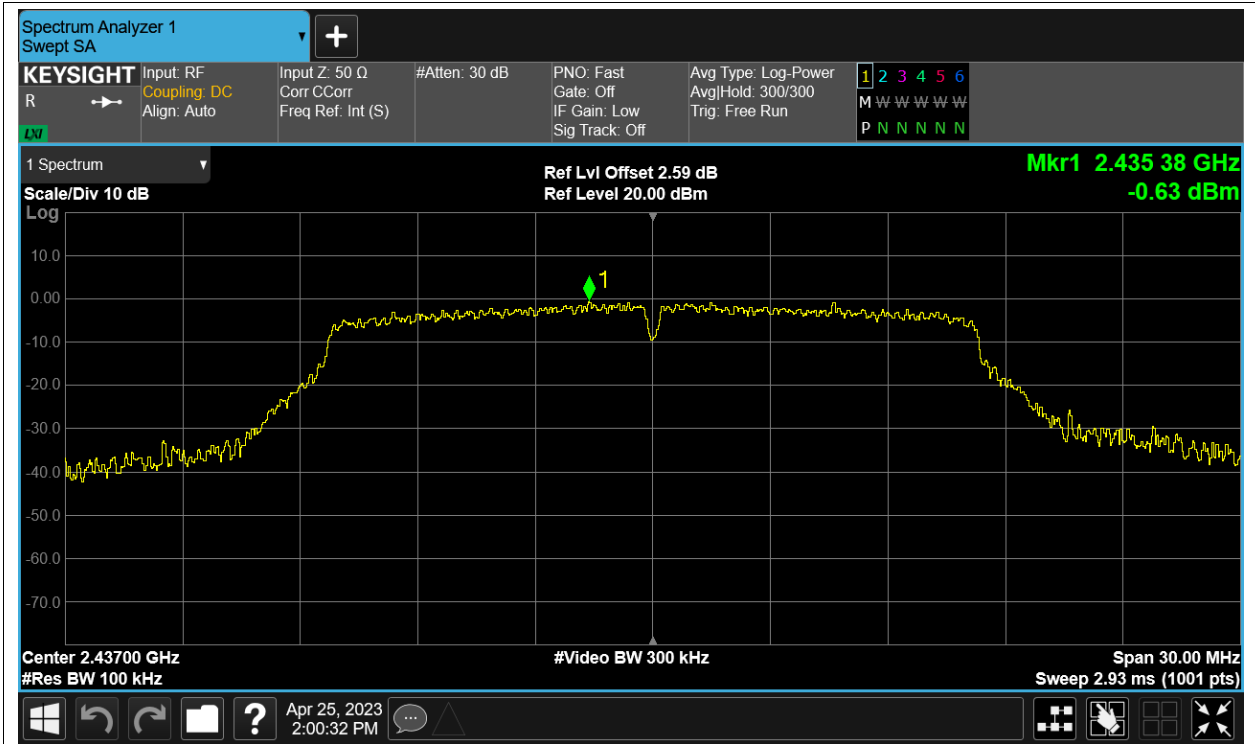 Spectrum Analyzer 1
Swept SA
+
KEYSIGHT
R
LXI
Input: RF
Coupling: DC
Align: Auto
Input Z: 50 Ω
Corr CCorr
Freq Ref: Int (S)
#Atten: 30 dB
PNO: Fast
Gate: Off
IF Gain: Low
Sig Track: Off
Avg Type: Log-Power
Avg|Hold: 300/300
Trig: Free Run
1 2 3 4 5 6
M W W W W W
P N N N N N
1 Spectrum
Scale/Div 10 dB
Log
Ref Lvl Offset 2.59 dB
Ref Level 20.00 dBm
Mkr1 2.435 38 GHz
-0.63 dBm
10.0
0.00
-10.0
-20.0
-30.0
-40.0
-50.0
-60.0
-70.0
1
Center 2.43700 GHz
#Res BW 100 kHz
#Video BW 300 kHz
Span 30.00 MHz
Sweep 2.93 ms (1001 pts)
?
Apr 25, 2023
2:00:32 PM